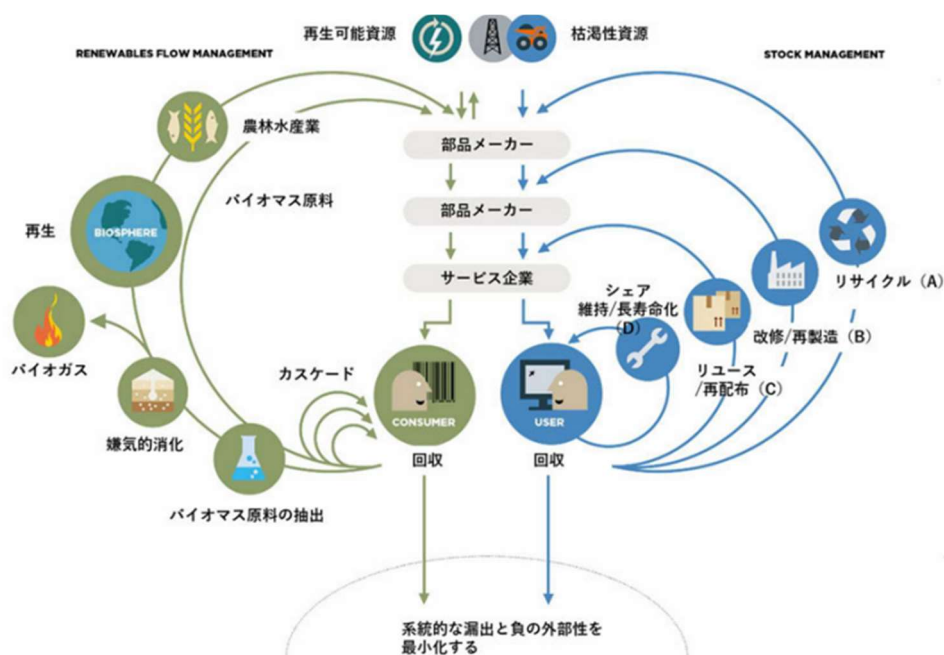 再生可能資源
枯渇性資源
RENEWABLES FLOW MANAGEMENT
STOCK MANAGEMENT
農林水産業
部品メーカー
バイオマス原料
部品メーカー
再生
BIOSPHERE
サービス企業
リサイクル（A）
シェア
維持/長寿命化
（D）
改修/再製造（B）
バイオガス
カスケード
リユース
/再配布（C）
CONSUMER
USER
嫌気的消化
回収
回収
バイオマス原料の抽出
系統的な漏出と負の外部性を
最小化する